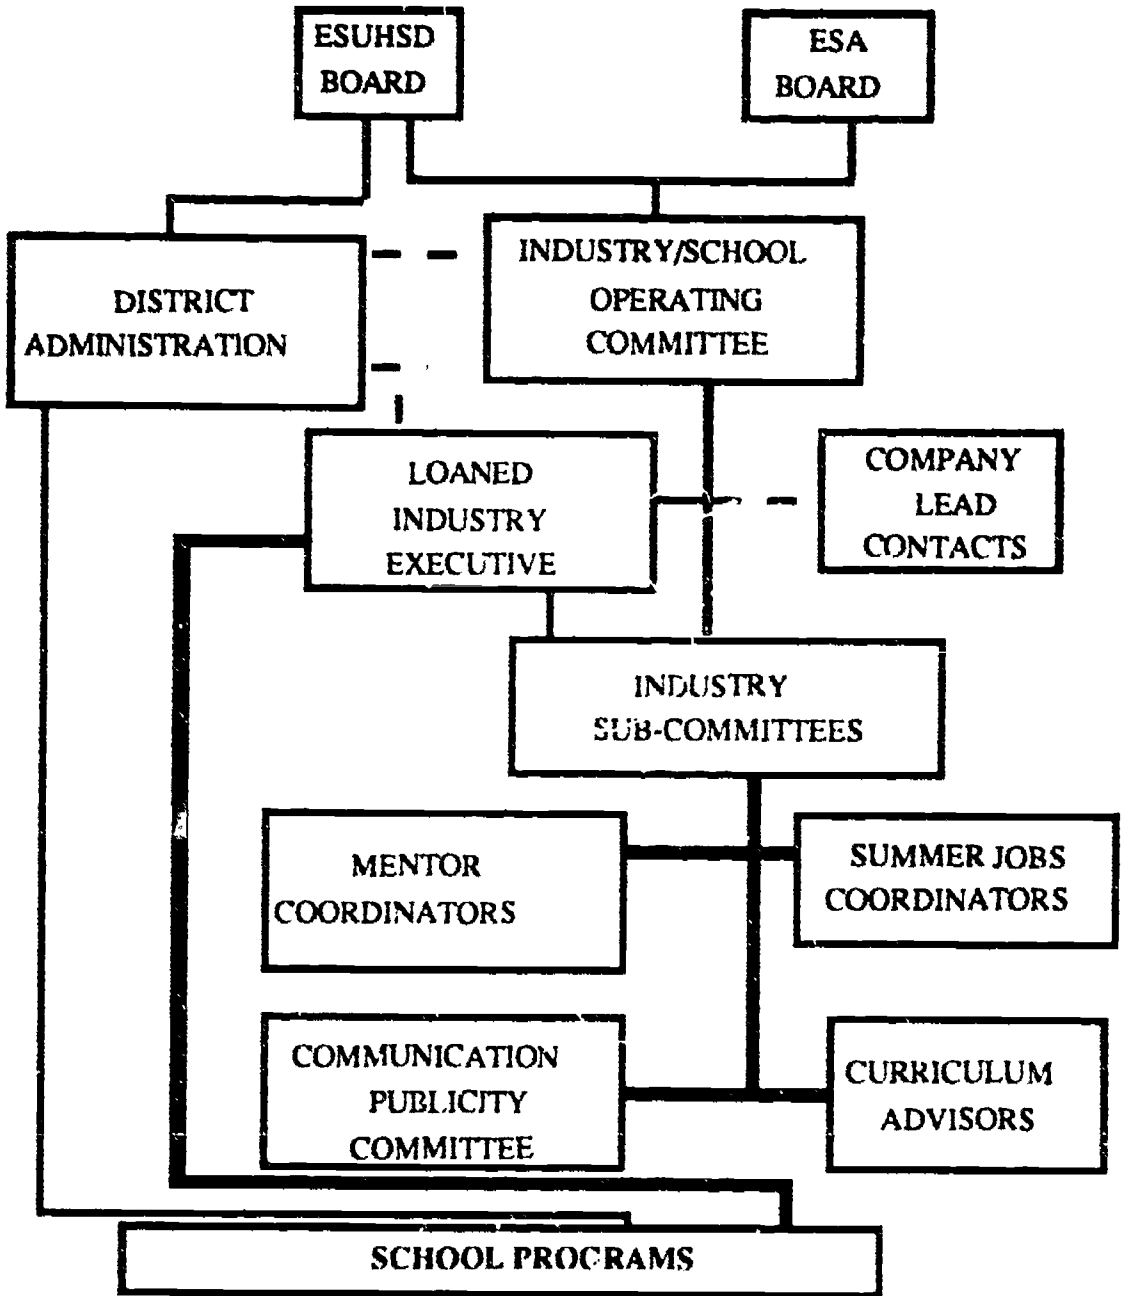 ESUHSD
BOARD
ESA
BOARD
DISTRICT
ADMINISTRATION
INDUSTRY/SCHOOL
OPERATING
COMMITTEE
LOANED
INDUSTRY
EXECUTIVE
COMPANY
LEAD
CONTACTS
INDUSTRY
SUB-COMMITTEES
MENTOR
COORDINATORS
SUMMER JOBS
COORDINATORS
COMMUNICATION
PUBLICITY
COMMITTEE
CURRICULUM
ADVISORS
SCHOOL PROGRAMS